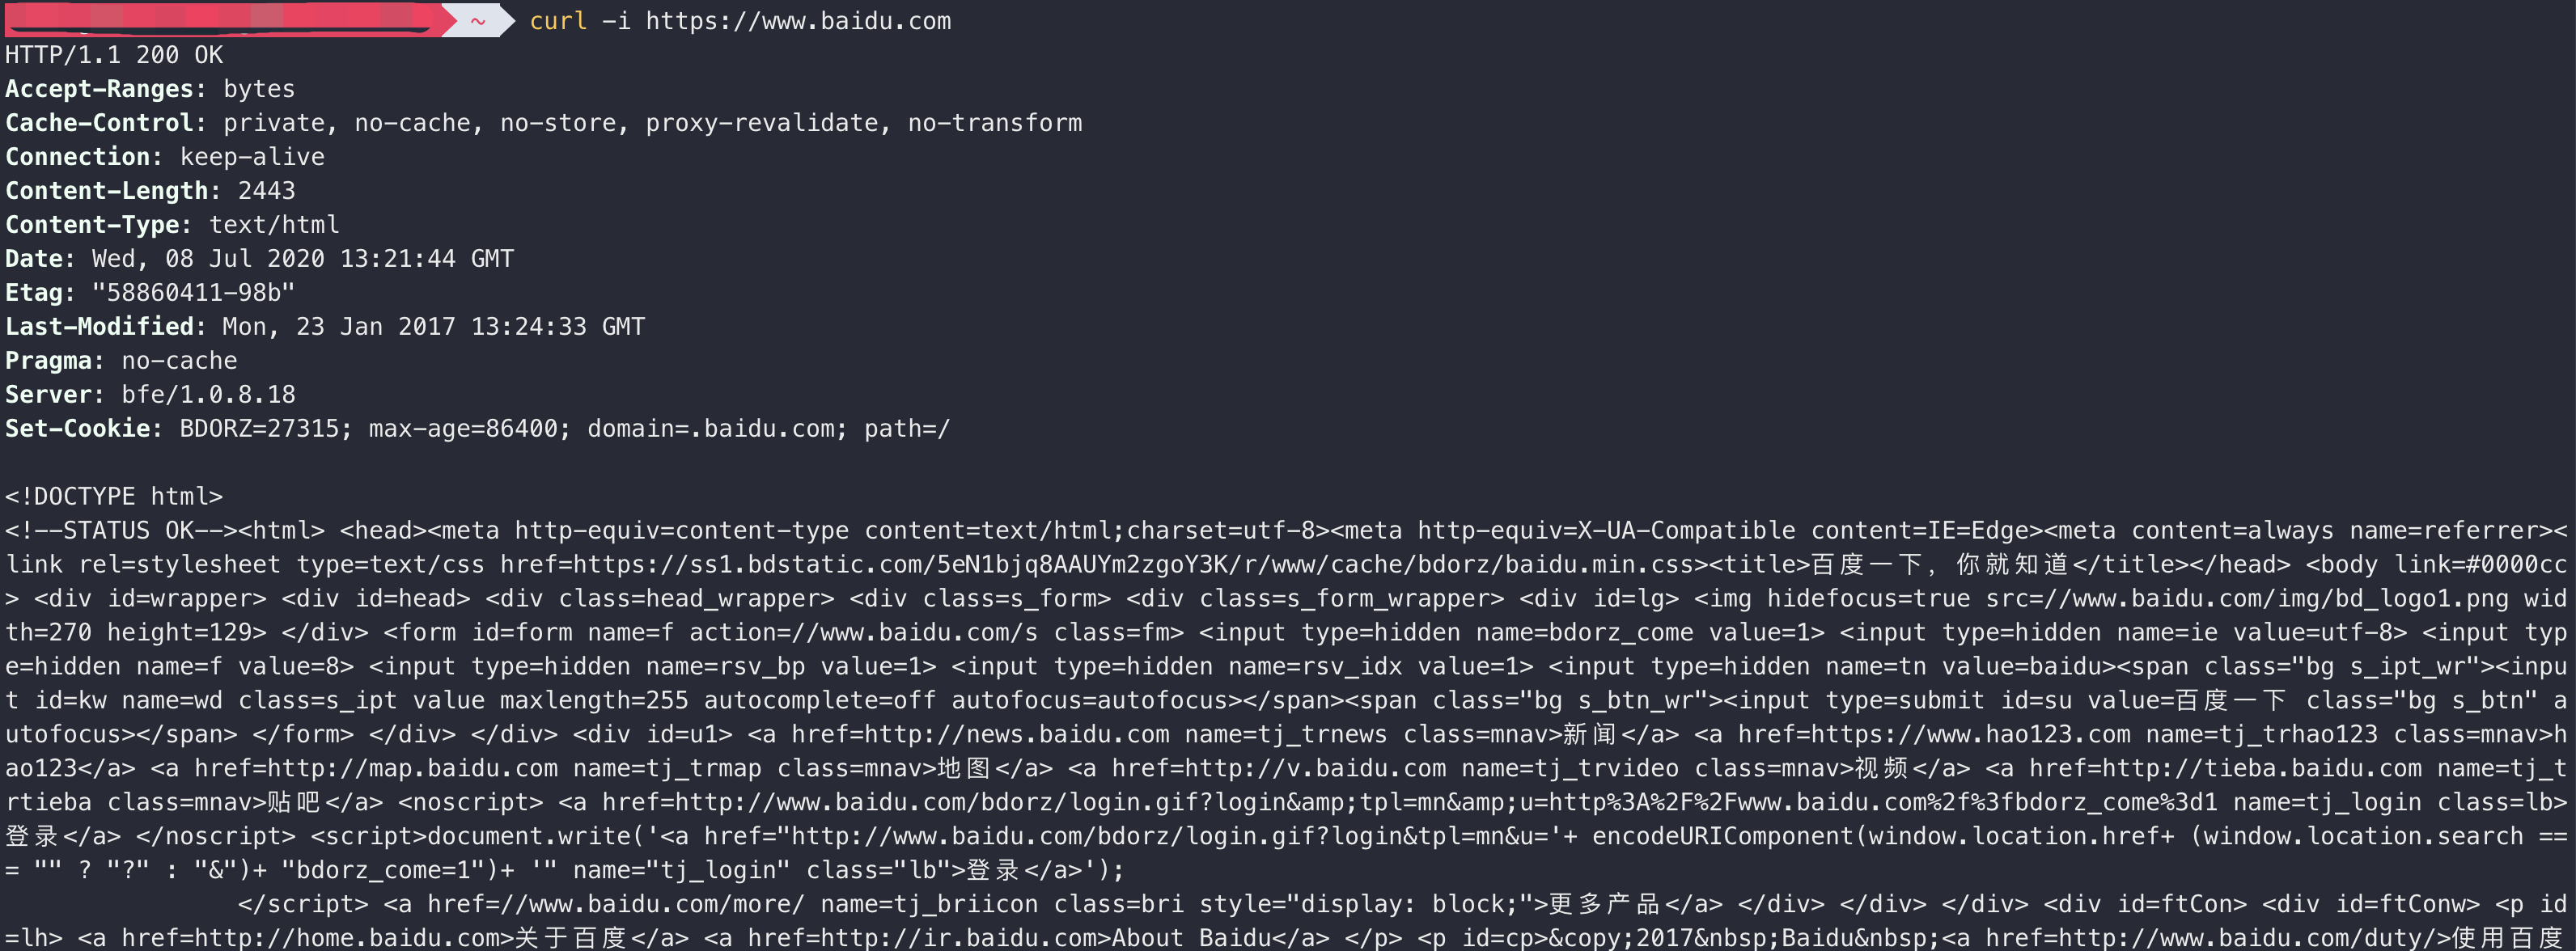 ~ curl -i https://www.baidu.com
HTTP/1.1 200 OK
Accept-Ranges: bytes
Cache-Control: private, no-cache, no-store, proxy-revalidate, no-transform
Connection: keep-alive
Content-Length: 2443
Content-Type: text/html
Date: Wed, 08 Jul 2020 13:21:44 GMT
Etag: "58860411-98b"
Last-Modified: Mon, 23 Jan 2017 13:24:33 GMT
Pragma: no-cache
Server: bfe/1.0.8.18
Set-Cookie: BDORZ=27315; max-age=86400; domain=.baidu.com; path=/
<!DOCTYPE html>
<!--STATUS OK--><html> <head><meta http-equiv=content-type content=text/html;charset=utf-8><meta http-equiv=X-UA-Compatible content=IE=Edge><meta content=always name=referrer><
link rel=stylesheet type=text/css href=https://ss1.bdstatic.com/5eN1bjq8AAUYm2zgoY3K/r/www/cache/bdorz/baidu.min.css><title>百度一下，你就知道</title></head> <body link=#0000cc
> <div id=wrapper> <div id=head> <div class=head_wrapper> <div class=s_form> <div class=s_form_wrapper> <div id=lg> <img hidefocus=true src=//www.baidu.com/img/bd_logo1.png wid
th=270 height=129> </div> <form id=form name=f action=//www.baidu.com/s class=fm> <input type=hidden name=bdorz_come value=1> <input type=hidden name=ie value=utf-8> <input typ
e=hidden name=f value=8> <input type=hidden name=rsv_bp value=1> <input type=hidden name=rsv_idx value=1> <input type=hidden name=tn value=baidu><span class="bg s_ipt_wr"><inpu
t id=kw name=wd class=s_ipt value maxlength=255 autocomplete=off autofocus=autofocus></span><span class="bg s_btn_wr"><input type=submit id=su value=百度一下 class="bg s_btn" a
utofocus></span> </form> </div> </div> <div id=u1> <a href=http://news.baidu.com name=tj_trnews class=mnav>新闻</a> <a href=https://www.hao123.com name=tj_trhao123 class=mnav>h
ao123</a> <a href=http://map.baidu.com name=tj_trmap class=mnav>地图</a> <a href=http://v.baidu.com name=tj_trvideo class=mnav>视频</a> <a href=http://tieba.baidu.com name=tj_t
rtieba class=mnav>贴吧</a> <noscript> <a href=http://www.baidu.com/bdorz/login.gif?login&amp;tpl=mn&amp;u=http%3A%2F%2Fwww.baidu.com%2f%3fbdorz_come%3d1 name=tj_login class=lb>
登录</a> </noscript> <script>document.write('<a href="http://www.baidu.com/bdorz/login.gif?login&tpl=mn&u='+ encodeURIComponent(window.location.href+ (window.location.search ==
= "" ? "?" : "&")+ "bdorz_come=1")+ '" name="tj_login" class="lb">登录</a>');
</script> <a href=//www.baidu.com/more/ name=tj_briicon class=bri style="display: block;">更多产品</a> </div> </div> </div> <div id=ftCon> <div id=ftConw> <p id
=lh> <a href=http://home.baidu.com>关于百度</a> <a href=http://ir.baidu.com>About Baidu</a> </p> <p id=cp>&copy;2017&nbsp;Baidu&nbsp;<a href=http://www.baidu.com/duty/>使用百度